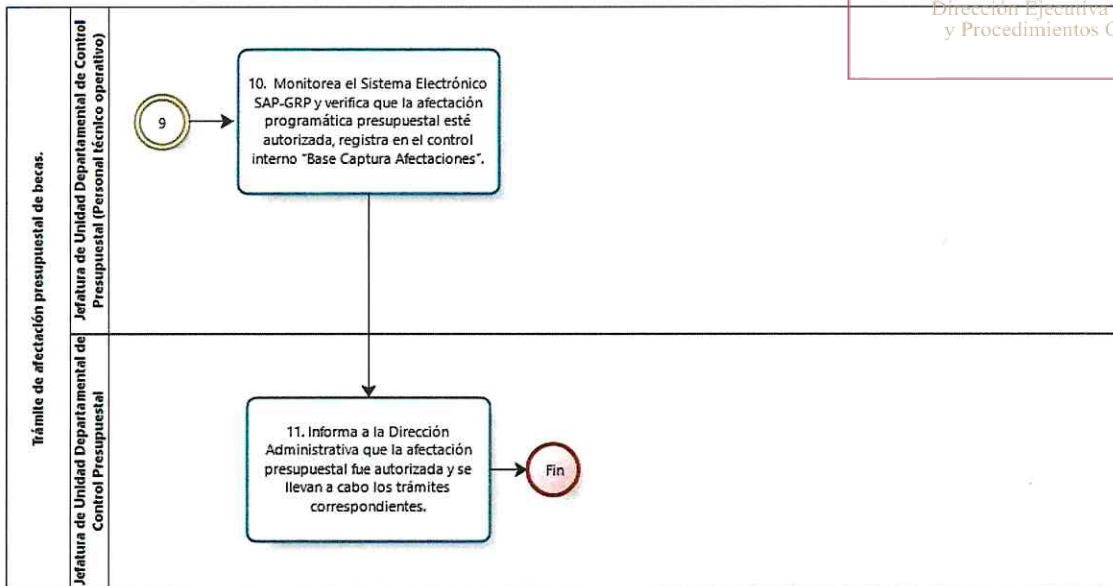 Dirección Ejecutiva
y Procedimientos O
Trámite de afectación presupuestal de becas.
Jefatura de Unidad Departamental de Control
Presupuestal (Personal técnico operativo)
9
10. Monitorea el Sistema Electrónico
SAP-GRP y verifica que la afectación
programática presupuestal esté
autorizada, registra en el control
interno “Base Captura Afectaciones”.
Jefatura de Unidad Departamental de
Control Presupuestal
11. Informa a la Dirección
Administrativa que la afectación
presupuestal fue autorizada y se
llevan a cabo los trámites
correspondientes.
Fin